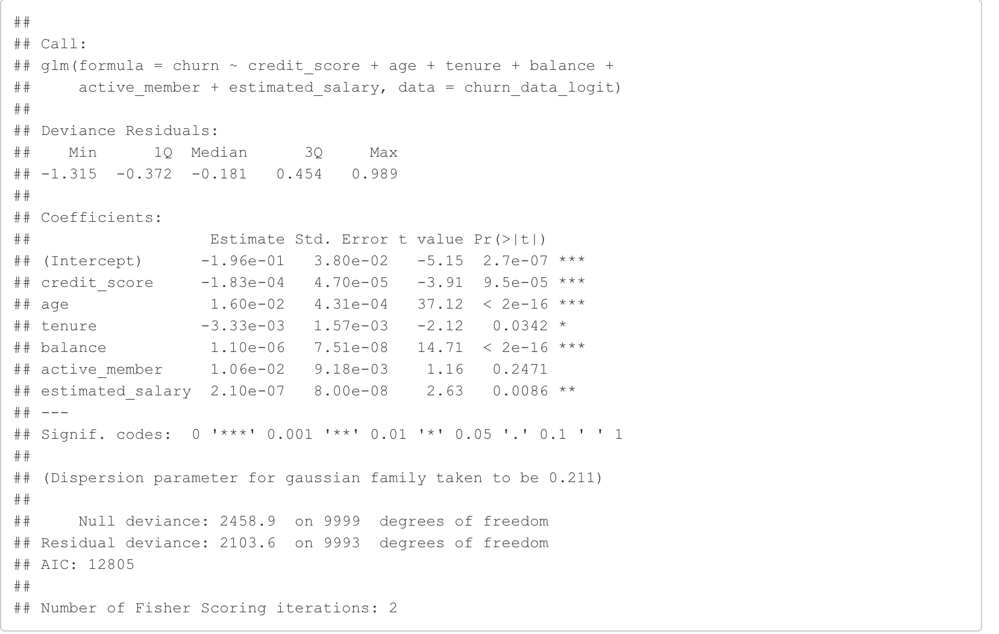 ##
## Call:
## glm(formula = churn ~ credit_score + age + tenure + balance +
##     active_member + estimated_salary, data = churn_data_logit)
##
## Deviance Residuals:
##    Min      1Q  Median      3Q     Max
## -1.315  -0.372  -0.181   0.454   0.989
##
## Coefficients:
##                   Estimate Std. Error t value Pr(>|t|)
## (Intercept)      -1.96e-01   3.80e-02   -5.15  2.7e-07 ***
## credit_score     -1.83e-04   4.70e-05   -3.91  9.5e-05 ***
## age               1.60e-02   4.31e-04   37.12  < 2e-16 ***
## tenure           -3.33e-03   1.57e-03   -2.12   0.0342 *
## balance           1.10e-06   7.51e-08   14.71  < 2e-16 ***
## active_member     1.06e-02   9.18e-03    1.16   0.2471
## estimated_salary  2.10e-07   8.00e-08    2.63   0.0086 **
## ---
## Signif. codes:  0 '***' 0.001 '**' 0.01 '*' 0.05 '.' 0.1 ' ' 1
##
## (Dispersion parameter for gaussian family taken to be 0.211)
##
##     Null deviance: 2458.9  on 9999  degrees of freedom
## Residual deviance: 2103.6  on 9993  degrees of freedom
## AIC: 12805
##
## Number of Fisher Scoring iterations: 2